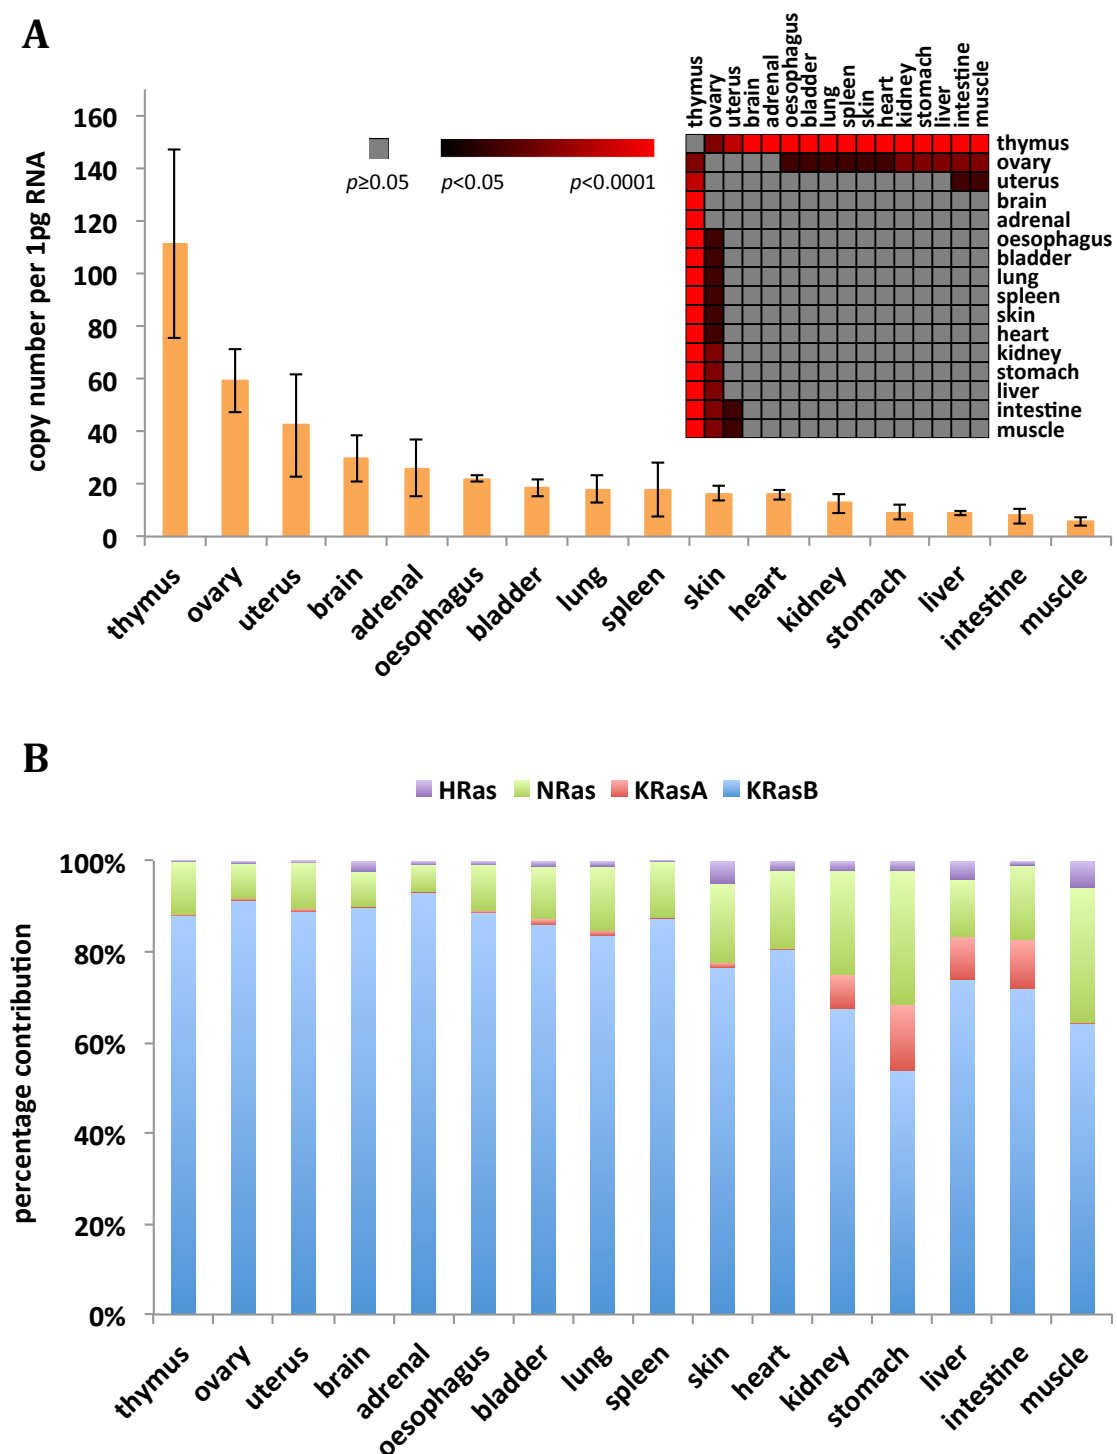 A
thymus
ovary
uterus
brain
adrenal
oesophagus
bladder
lung
spleen
skin
heart
kidney
stomach
liver
intestine
muscle
thymus
ovary
uterus
brain
adrenal
oesophagus
bladder
lung
spleen
skin
heart
kidney
stomach
liver
intestine
muscle
p≥0.05
p<0.05
p<0.0001
copy number per 1pg RNA
160
140
120
100
80
60
40
20
0
thymus
ovary
uterus
brain
adrenal
oesophagus
bladder
lung
spleen
skin
heart
kidney
stomach
liver
intestine
muscle
B
HRas NRas KRasA KRasB
percentage contribution
100%
80%
60%
40%
20%
0%
thymus
ovary
uterus
brain
adrenal
oesophagus
bladder
lung
spleen
skin
heart
kidney
stomach
liver
intestine
muscle